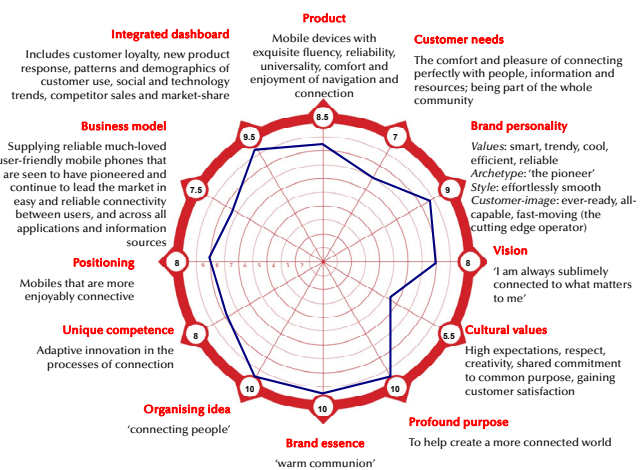 Product
Mobile devices with
exquisite fluency, reliability,
universality, comfort and
enjoyment of navigation and
connection
8.5
Customer needs
The comfort and pleasure of connecting
perfectly with people, information and
resources; being part of the whole
community
7
Brand personality
Values: smart, trendy, cool,
efficient, reliable
Archetype: 'the pioneer'
Style: effortlessly smooth
Customer-image: ever-ready, all-
capable, fast-moving (the
cutting edge operator)
9
Vision
'I am always sublimely
connected to what matters
to me'
8
Cultural values
High expectations, respect,
creativity, shared commitment
to common purpose, gaining
customer satisfaction
5.5
Profound purpose
To help create a more connected world
10
Brand essence
'warm communion'
10
Organising idea
'connecting people'
10
Unique competence
Adaptive innovation in the
processes of connection
8
Positioning
Mobiles that are more
enjoyably connective
8
9 8 7 6 5 4 3 2
Business model
Supplying reliable much-loved
user-friendly mobile phones that
are seen to have pioneered and
continue to lead the market in
easy and reliable connectivity
between users, and across all
applications and information
sources
7.5
Integrated dashboard
Includes customer loyalty, new product
response, patterns and demographics of
customer use, social and technology
trends, competitor sales and market-share
9.5